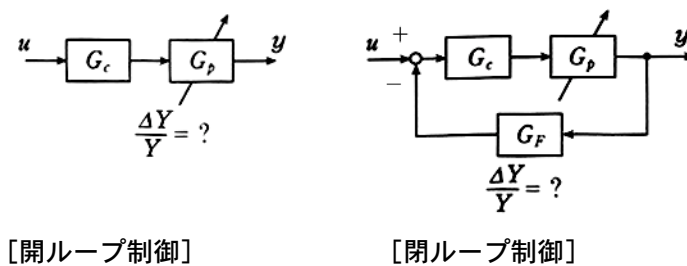 u G_c G_p y
ΔY/Y = ?
[開ループ制御]
u + − G_c G_p y
G_F
ΔY/Y = ?
[閉ループ制御]